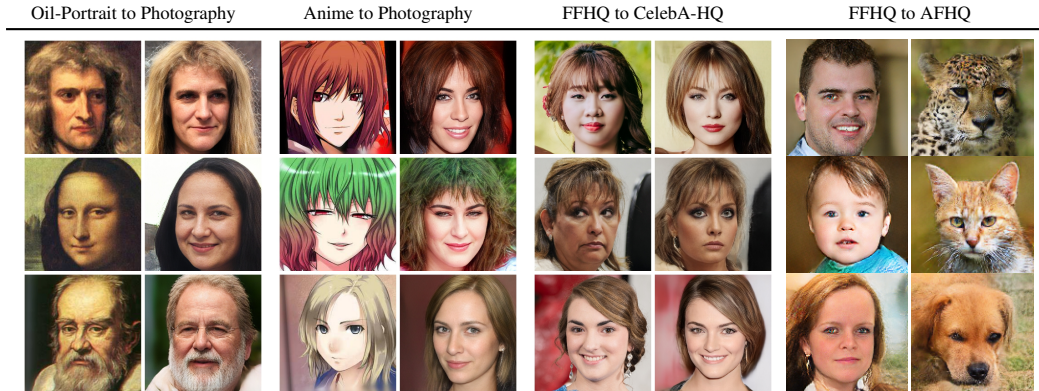 Oil-Portrait to Photography
Anime to Photography
FFHQ to CelebA-HQ
FFHQ to AFHQ